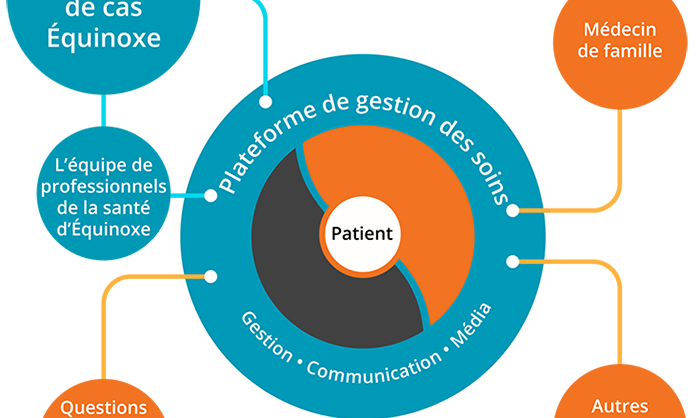 de cas
Équinoxe
Médecin
de famille
Plateforme de gestion des soins
L'équipe de
professionnels
de la santé
d'Équinoxe
Patient
Gestion • Communication • Média
Questions
Autres